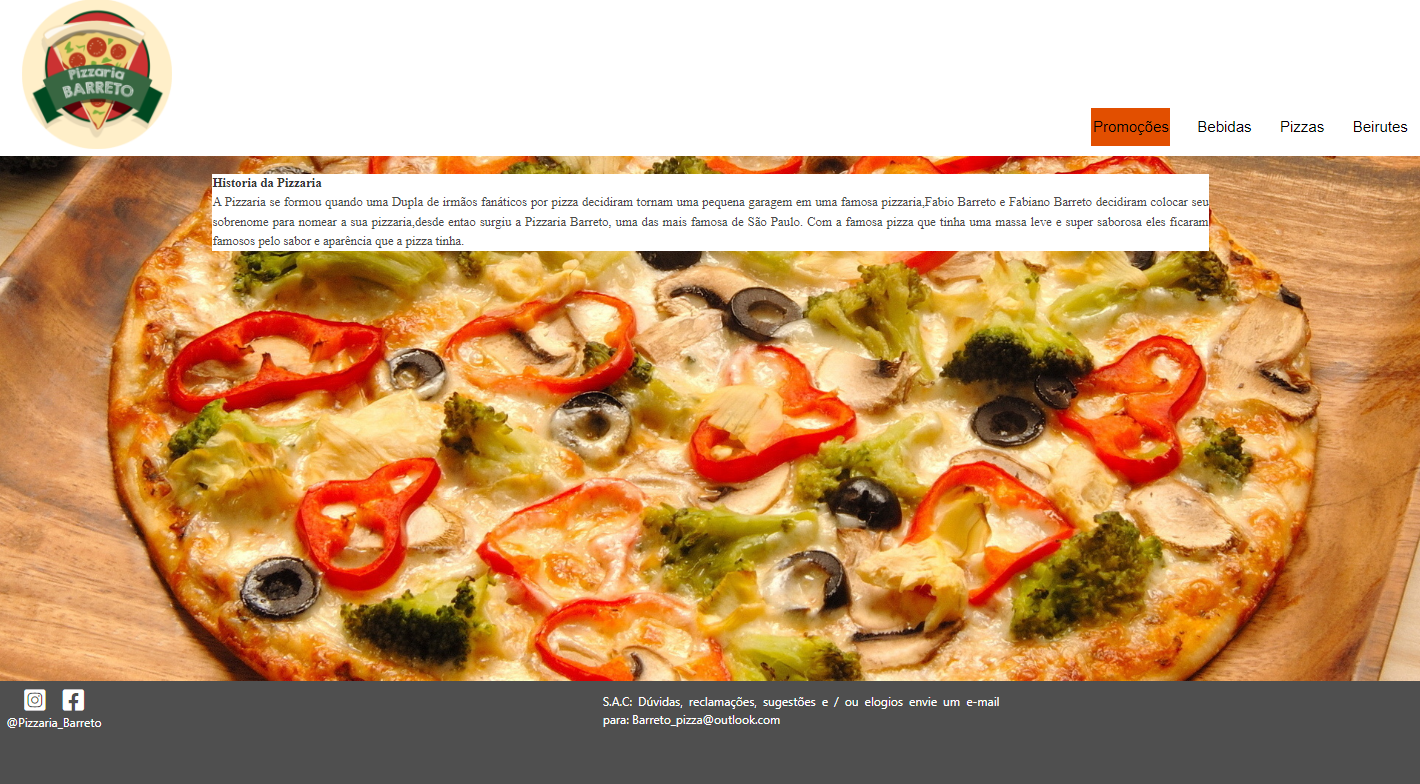 Pizzaria
BARRETO
Promoções Bebidas Pizzas Beirutes
Historia da Pizzaria
A Pizzaria se formou quando uma Dupla de irmãos fanáticos por pizza decidiram tornam uma pequena garagem em uma famosa pizzaria,Fabio Barreto e Fabiano Barreto decidiram colocar seu
sobrenome para nomear a sua pizzaria,desde entao surgiu a Pizzaria Barreto, uma das mais famosa de São Paulo. Com a famosa pizza que tinha uma massa leve e super saborosa eles ficaram
famosos pelo sabor e aparência que a pizza tinha.
@Pizzaria_Barreto
S.A.C: Dúvidas, reclamações, sugestões e / ou elogios envie um e-mail
para: Barreto_pizza@outlook.com